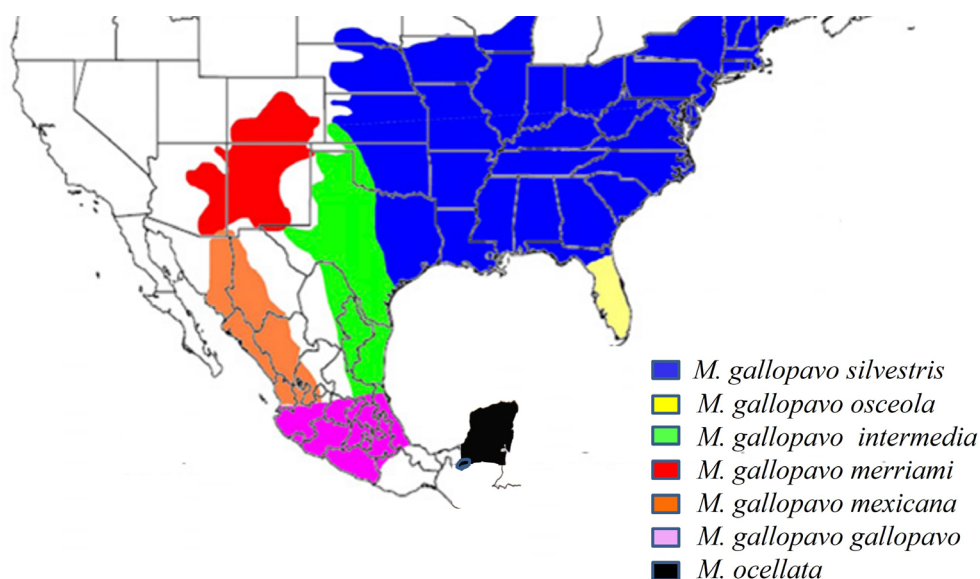 M. gallopavo silvestris
M. gallopavo osceola
M. gallopavo intermedia
M. gallopavo merriami
M. gallopavo mexicana
M. gallopavo gallopavo
M. ocellata